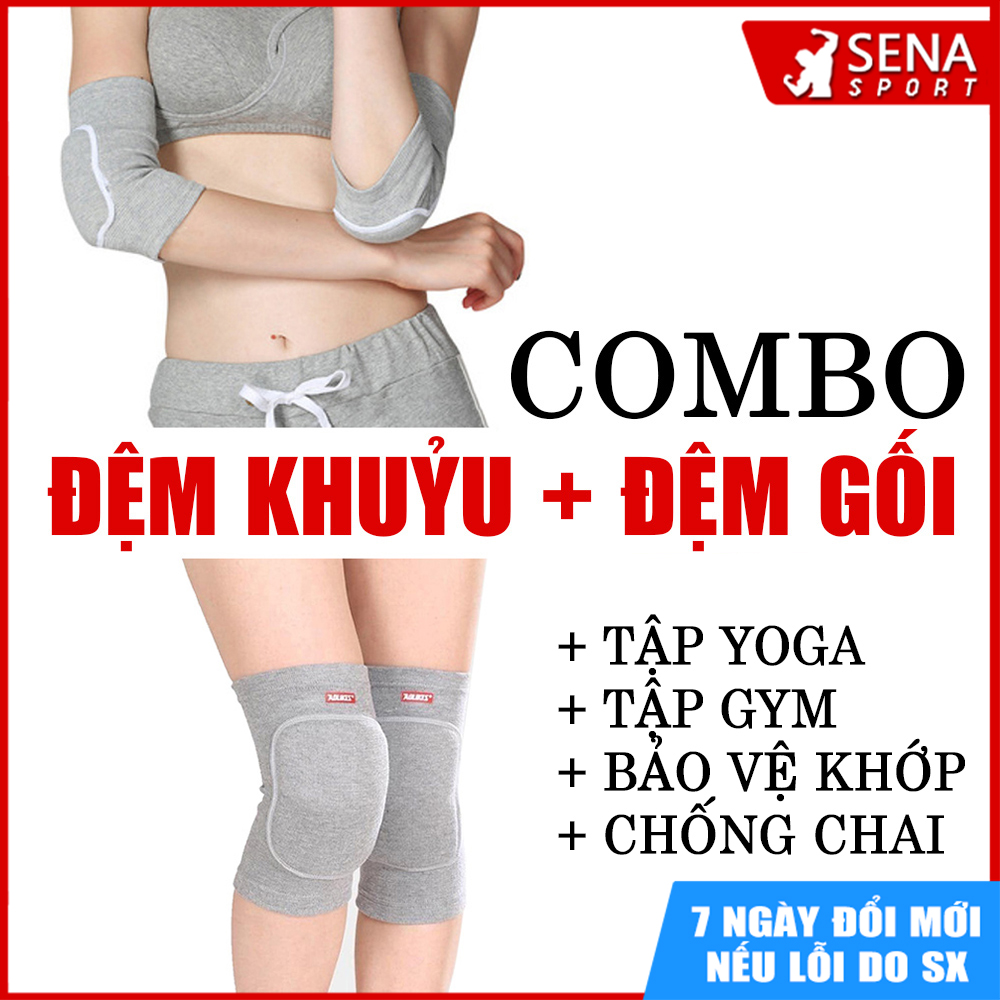 SENA
SPORT
COMBO
ĐỆM KHUỶU + ĐỆM GỐI
+ TẬP YOGA
+ TẬP GYM
+ BẢO VỆ KHỚP
+ CHỐNG CHAI
7 NGÀY ĐỔI MỚI
NẾU LỖI DO SX